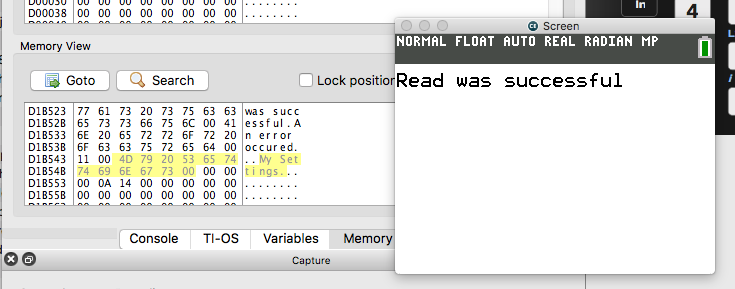 D00030 00 00 00 00 00 00 00 00 ........
D00038 00 00 00 00 00 00 00 00 ........
Memory View
Goto
Search
Lock position
D1B523 77 61 73 20 73 75 63 63 was succ
D1B52B 65 73 73 66 75 6C 00 41 essful.A
D1B533 6E 20 65 72 72 6F 72 20 n error
D1B53B 6F 63 63 75 72 65 64 00 occured.
D1B543 11 00 4D 79 20 53 65 74 ..My Set
D1B54B 74 69 6E 67 73 00 00 00 tings...
D1B553 00 0A 14 00 00 00 00 00 ........
D1B55B 00 00 00 00 00 00 00 00 ........
Console
TI-OS
Variables
Memory
Capture
Screen
NORMAL FLOAT AUTO REAL RADIAN MP
Read was successful
In
4